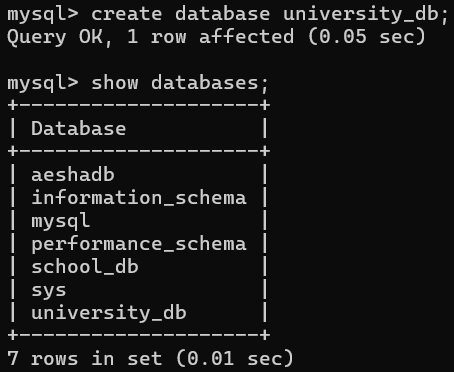 mysql> create database university_db;
Query OK, 1 row affected (0.05 sec)

mysql> show databases;
+--------------------+
| Database           |
+--------------------+
| aeshadb            |
| information_schema |
| mysql              |
| performance_schema |
| school_db          |
| sys                |
| university_db      |
+--------------------+
7 rows in set (0.01 sec)